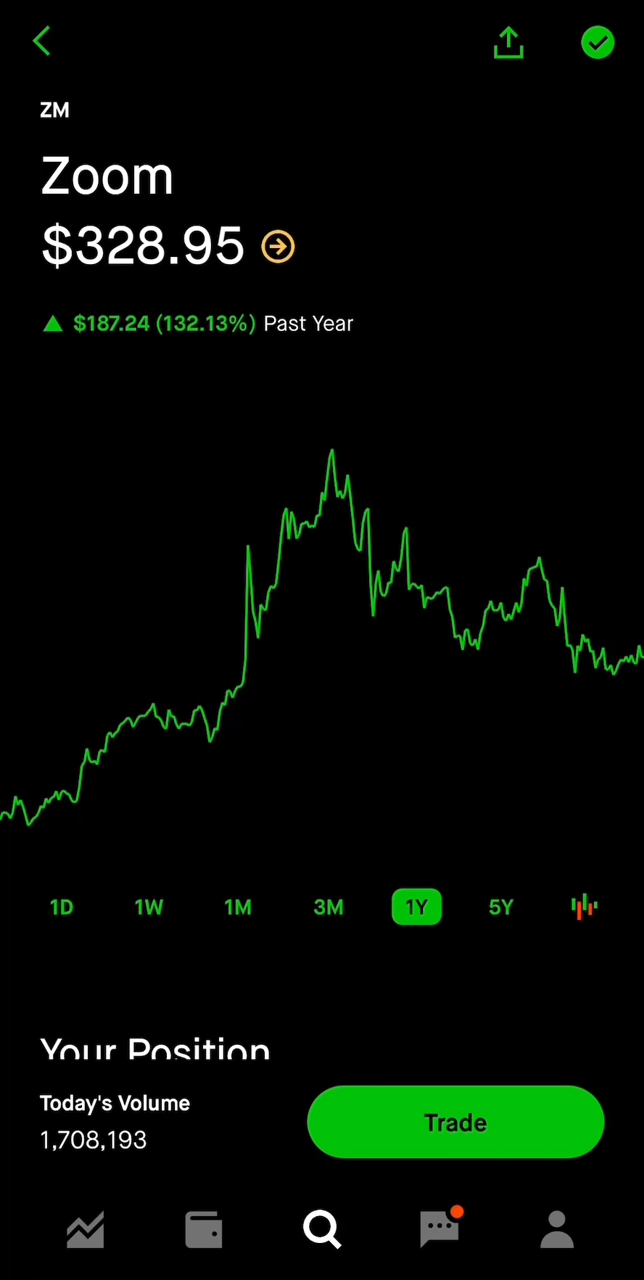 ZM
Zoom
$328.95
$187.24 (132.13%) Past Year
1D 1W 1M 3M 1Y 5Y
Your Position
Today's Volume
1,708,193
Trade